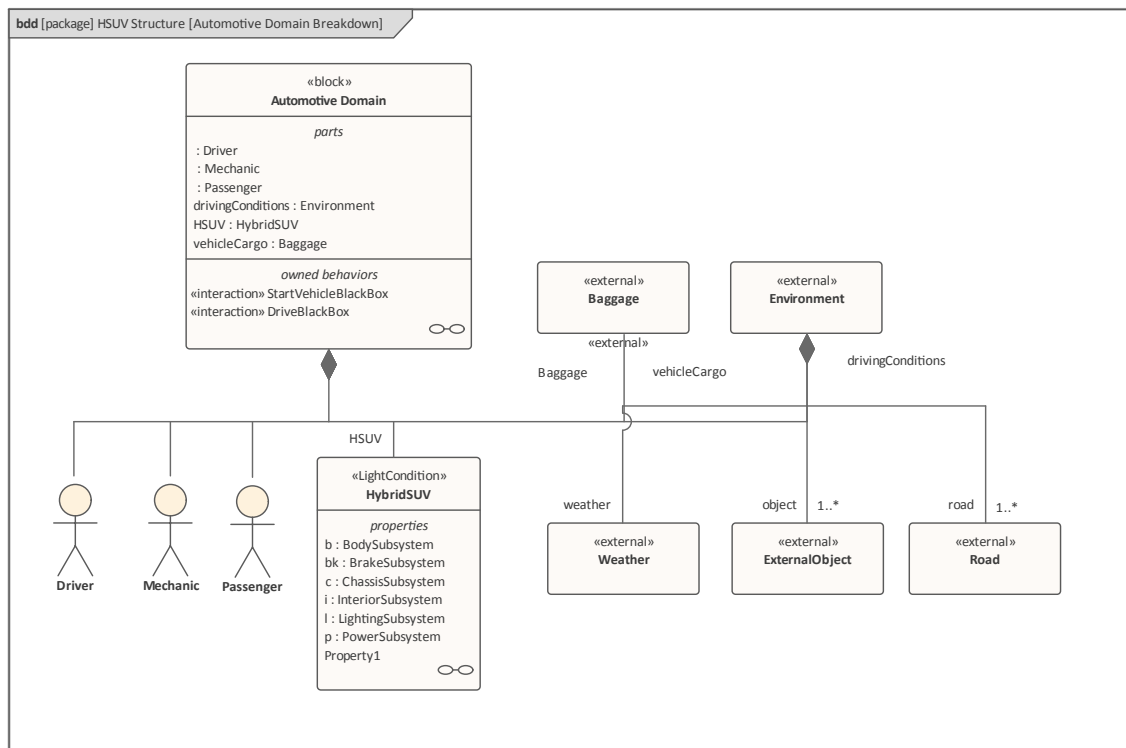 bdd [package] HSUV Structure [Automotive Domain Breakdown]
«block»
Automotive Domain
parts
: Driver
: Mechanic
: Passenger
drivingConditions : Environment
HSUV : HybridSUV
vehicleCargo : Baggage
owned behaviors
«interaction» StartVehicleBlackBox
«interaction» DriveBlackBox
«external»
Baggage
«external»
Environment
«external»
Baggage
vehicleCargo
drivingConditions
HSUV
Driver
Mechanic
Passenger
«LightCondition»
HybridSUV
properties
b : BodySubsystem
bk : BrakeSubsystem
c : ChassisSubsystem
i : InteriorSubsystem
l : LightingSubsystem
p : PowerSubsystem
Property1
weather
object
1..*
road
1..*
«external»
Weather
«external»
ExternalObject
«external»
Road